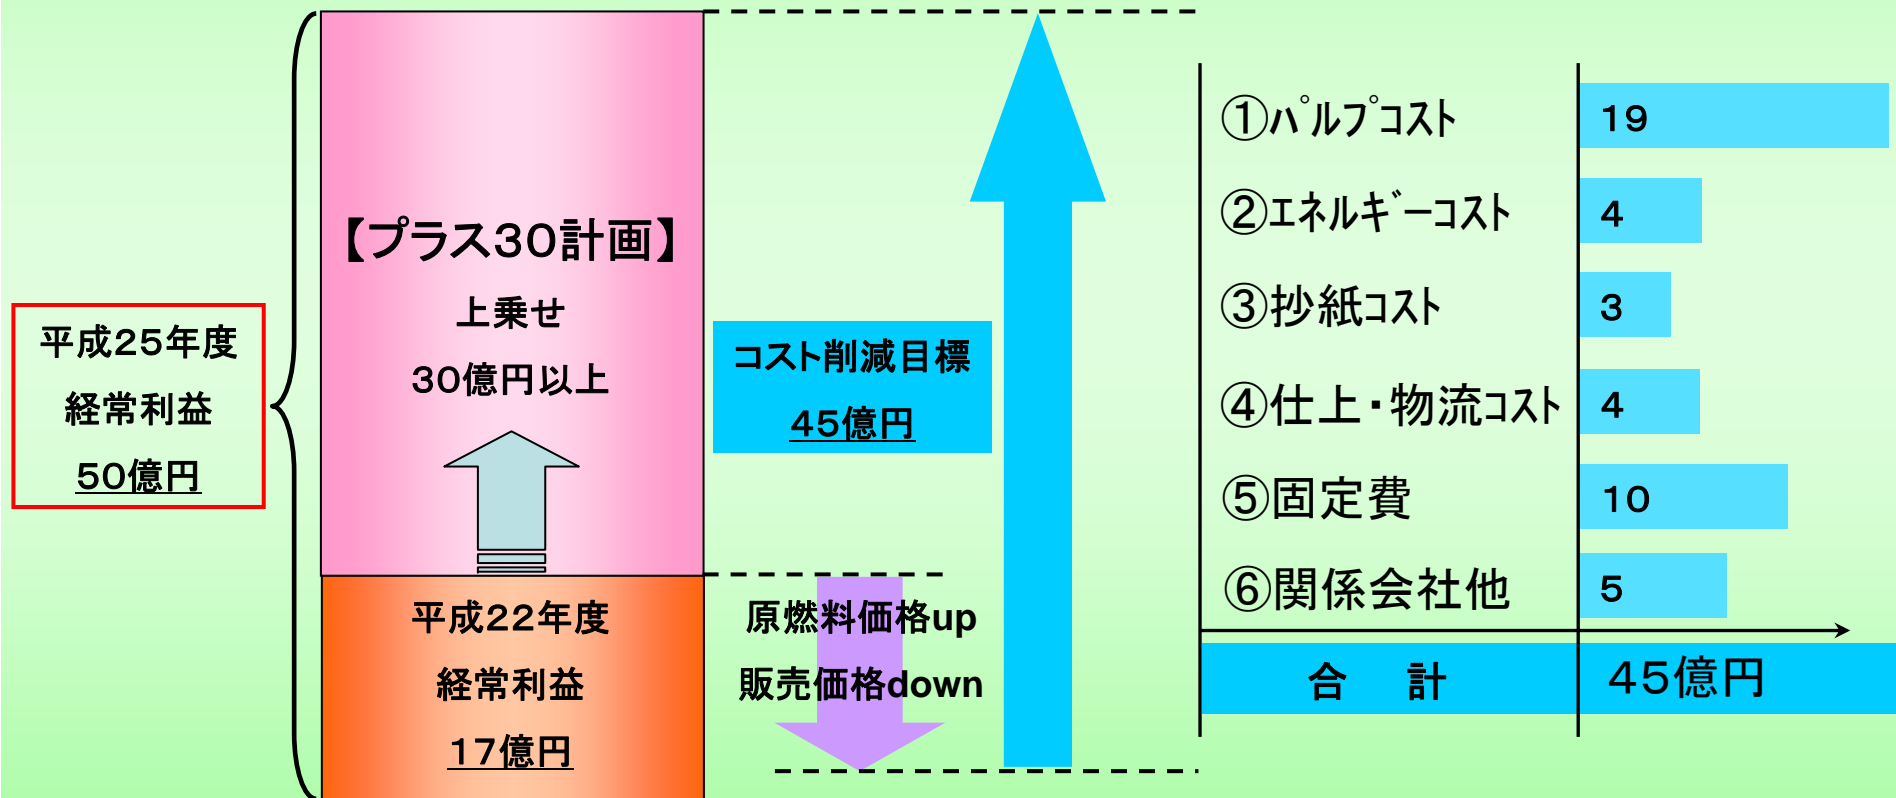 平成25年度
経常利益
50億円
【プラス30計画】
上乗せ
30億円以上
平成22年度
経常利益
17億円
コスト削減目標
45億円
原燃料価格up
販売価格down
①ﾊﾟﾙﾌﾟｺｽﾄ 19
②ｴﾈﾙｷﾞｰｺｽﾄ 4
③抄紙ｺｽﾄ 3
④仕上・物流ｺｽﾄ 4
⑤固定費 10
⑥関係会社他 5
合　計 45億円